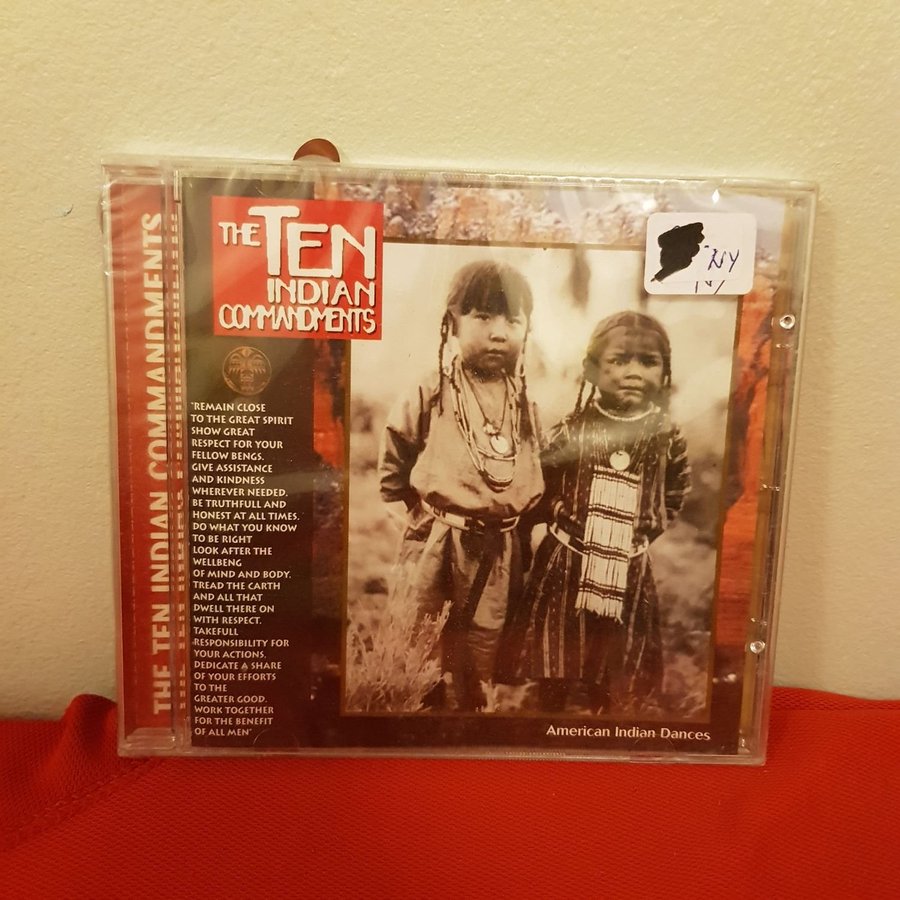 THE TEN INDIAN COMMANDMENTS
THE TEN
INDIAN
COMMANDMENTS
"REMAIN CLOSE
TO THE GREAT SPIRIT
SHOW GREAT
RESPECT FOR YOUR
FELLOW BENGS.
GIVE ASSISTANCE
AND KINDNESS
WHEREVER NEEDED.
BE TRUTHFULL AND
HONEST AT ALL TIMES.
DO WHAT YOU KNOW
TO BE RIGHT
LOOK AFTER THE
WELLBENG
OF MIND AND BODY.
TREAD THE CARTH
AND ALL THAT
DWELL THERE ON
WITH RESPECT.
TAKEFULL
RESPONSIBILITY FOR
YOUR ACTIONS.
DEDICATE A SHARE
OF YOUR EFFORTS
TO THE
GREATER GOOD.
WORK TOGETHER
FOR THE BENEFIT
OF ALL MEN"
NY
American Indian Dances